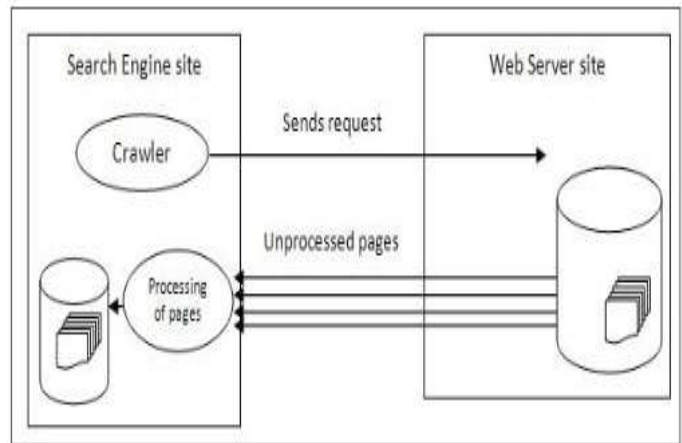 Search Engine site
Web Server site
Sends request
Crawler
Unprocessed pages
Processing
of pages